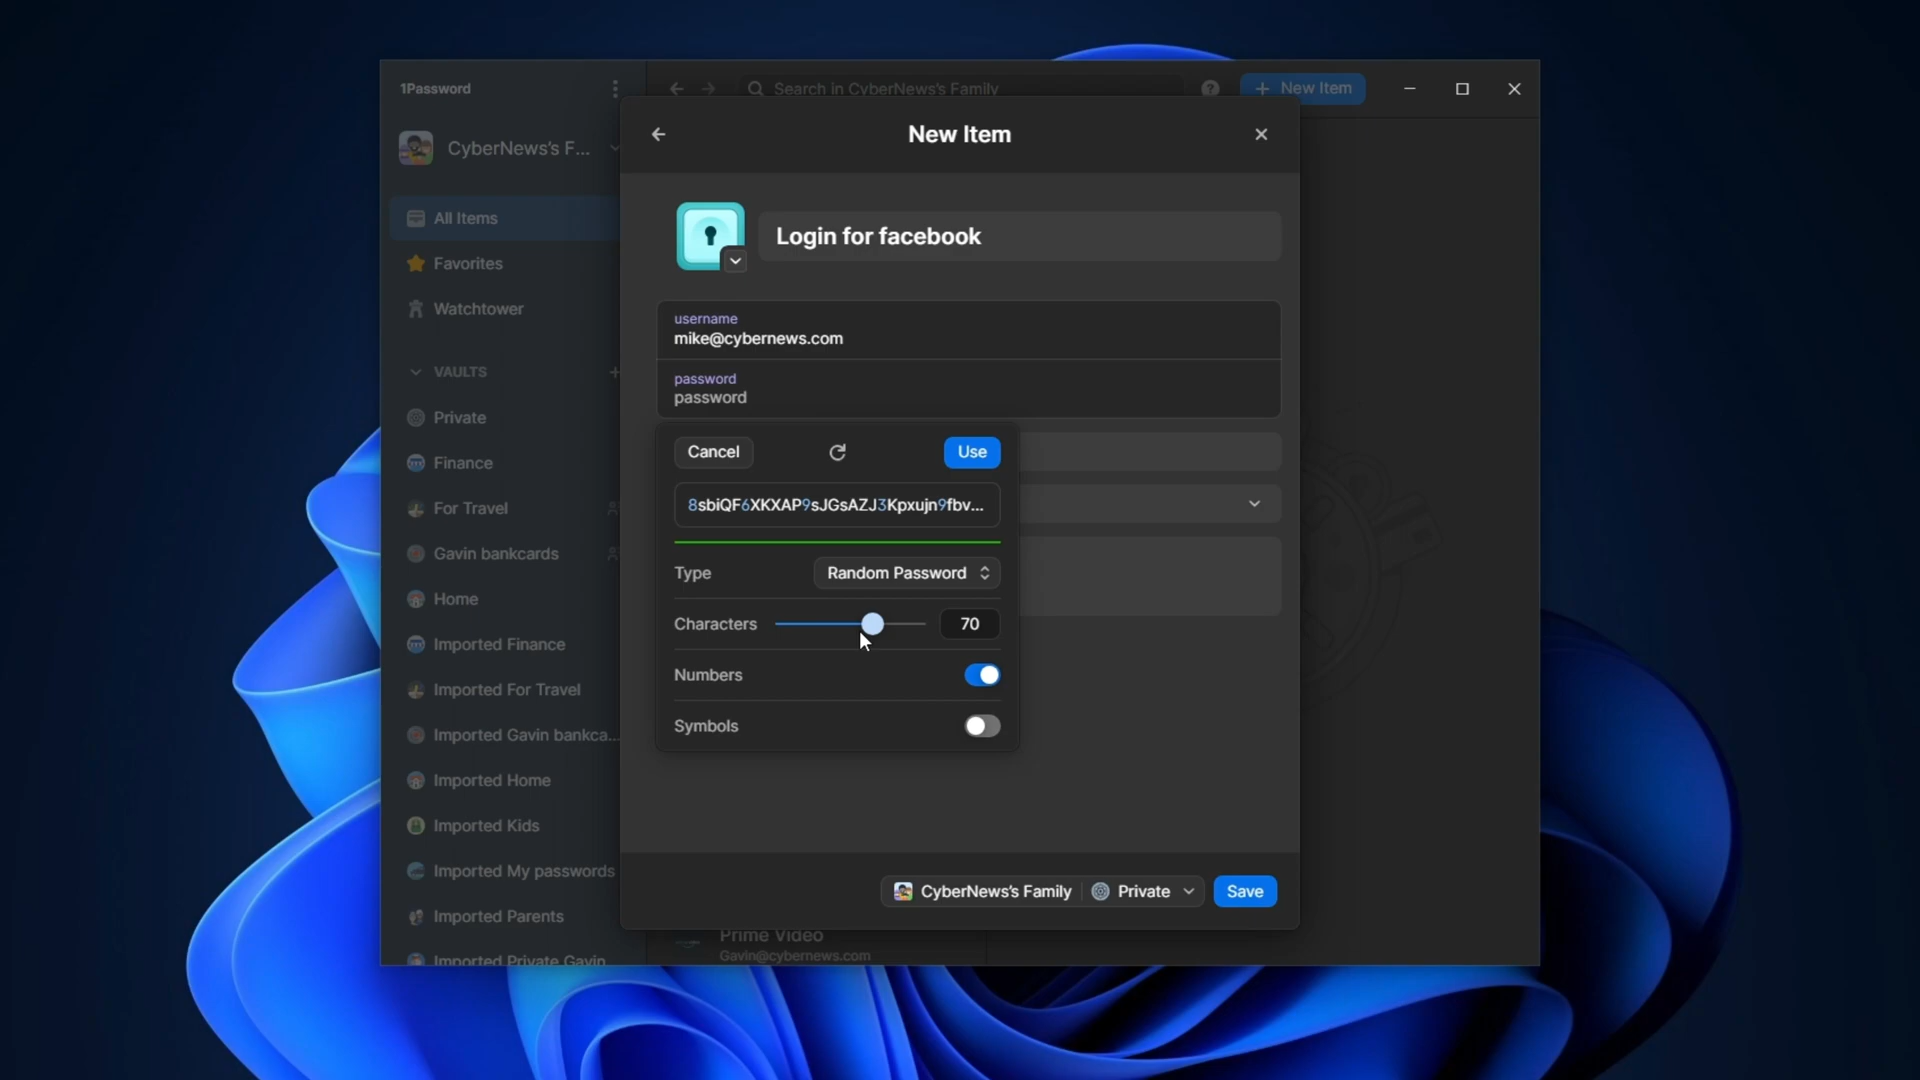 1Password
Search in CyberNews's Family
New Item
CyberNews's F...
All Items
Favorites
Watchtower
VAULTS
Private
Finance
For Travel
Gavin bankcards
Home
Imported Finance
Imported For Travel
Imported Gavin bankca...
Imported Home
Imported Kids
Imported My passwords
Imported Parents
Imported Private Gavin
New Item
Login for facebook
username
mike@cybernews.com
password
password
Cancel
Use
8sbiQF6XKXAP9sJGsAZJ3Kpxujn9fbv...
Type
Random Password
Characters
70
Numbers
Symbols
CyberNews's Family
Private
Save
Prime Video
Gavin@cybernews.com